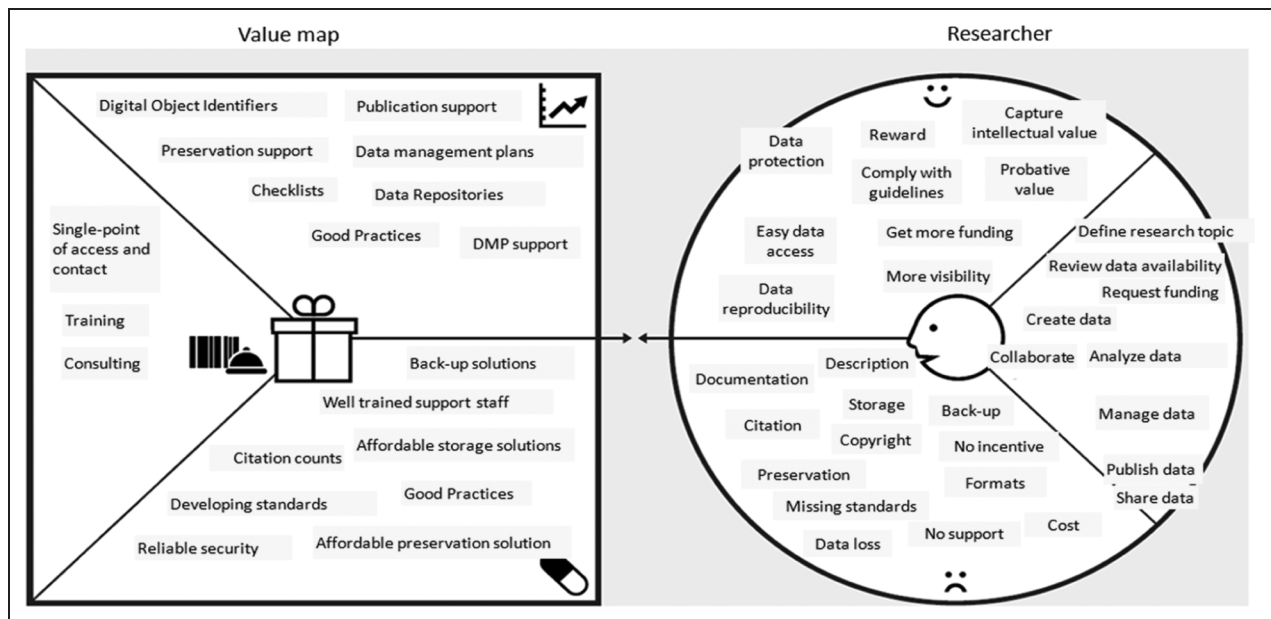 Value map
Researcher
Digital Object Identifiers
Publication support
Preservation support
Data management plans
Checklists
Data Repositories
Good Practices
DMP support
Single-point
of access and
contact
Training
Consulting
Back-up solutions
Well trained support staff
Affordable storage solutions
Citation counts
Good Practices
Developing standards
Reliable security
Affordable preservation solution
Data
protection
Reward
Capture
intellectual value
Comply with
guidelines
Probative
value
Easy data
access
Get more funding
More visibility
Data
reproducibility
Define research topic
Review data availability
Request funding
Create data
Collaborate
Analyze data
Manage data
Publish data
Share data
Description
Documentation
Storage
Back-up
Citation
Copyright
No incentive
Preservation
Formats
Missing standards
No support
Cost
Data loss